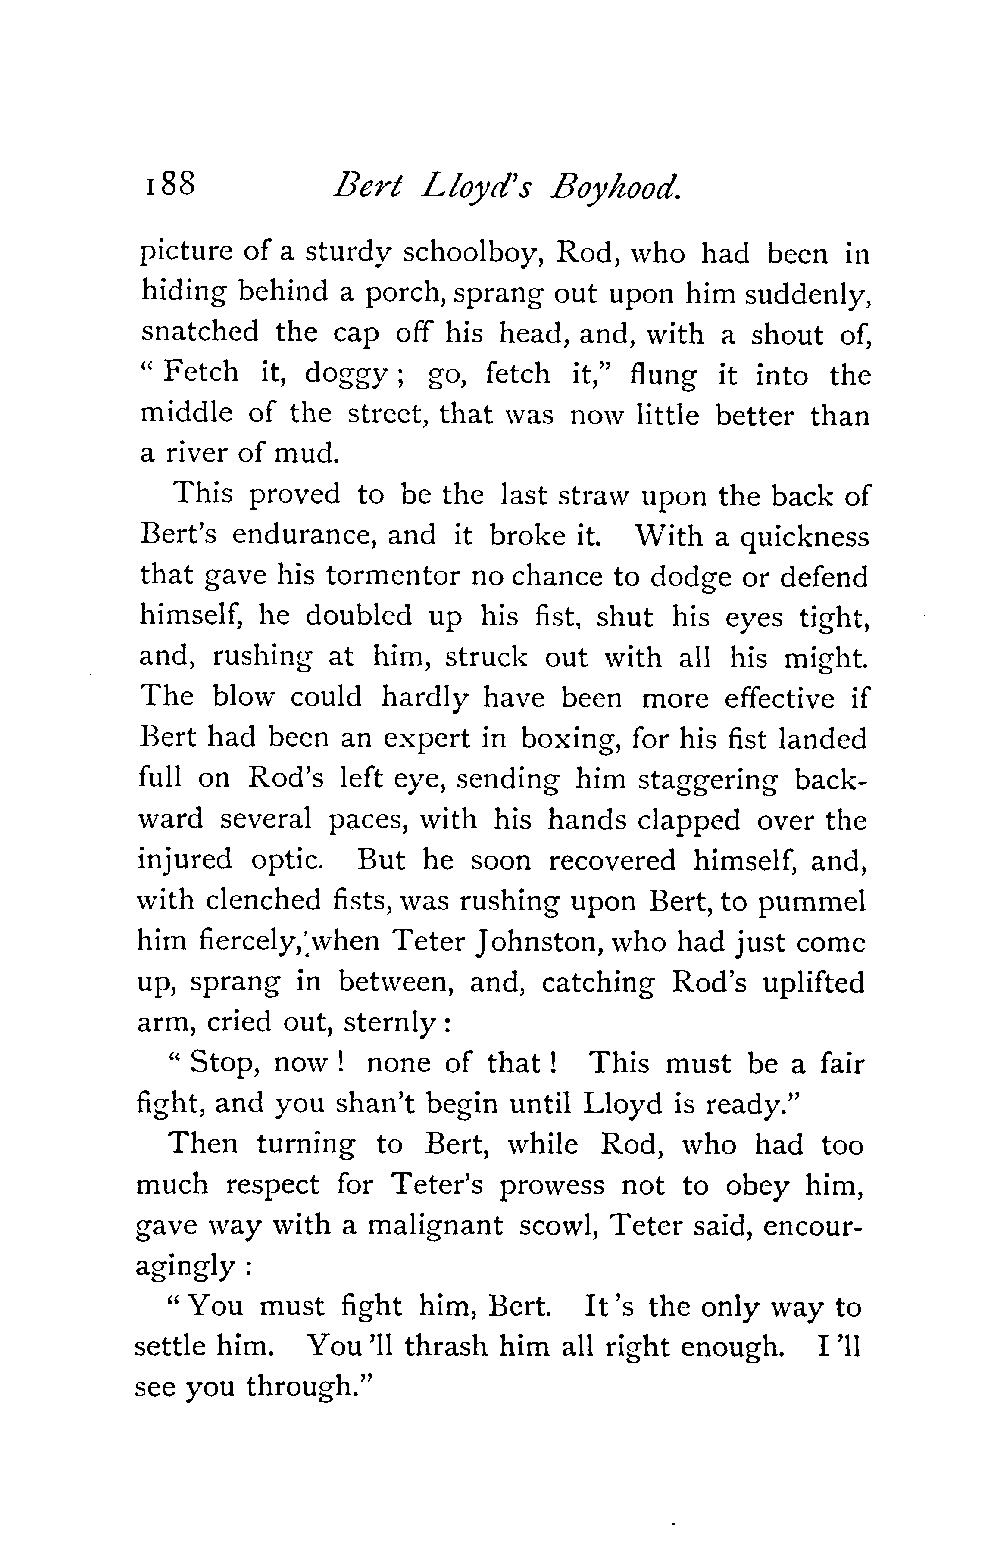 188 Bert Lloyd's Boyhood.
picture of a sturdy schoolboy, Rod, who had been in
hiding behind a porch, sprang out upon him suddenly,
snatched the cap off his head, and, with a shout of,
“ Fetch it, doggy ; go, fetch it,” flung it into the
middle of the street, that was now little better than
a river of mud.
This proved to be the last straw upon the back of
Bert's endurance, and it broke it. With a quickness
that gave his tormentor no chance to dodge or defend
himself, he doubled up his fist, shut his eyes tight,
and, rushing at him, struck out with all his might.
The blow could hardly have been more effective if
Bert had been an expert in boxing, for his fist landed
full on Rod's left eye, sending him staggering back-
ward several paces, with his hands clapped over the
injured optic. But he soon recovered himself, and,
with clenched fists, was rushing upon Bert, to pummel
him fiercely, when Teter Johnston, who had just come
up, sprang in between, and, catching Rod's uplifted
arm, cried out, sternly :
“ Stop, now ! none of that ! This must be a fair
fight, and you shan't begin until Lloyd is ready.”
Then turning to Bert, while Rod, who had too
much respect for Teter's prowess not to obey him,
gave way with a malignant scowl, Teter said, encour-
agingly :
“ You must fight him, Bert. It 's the only way to
settle him. You 'll thrash him all right enough. I 'll
see you through.”